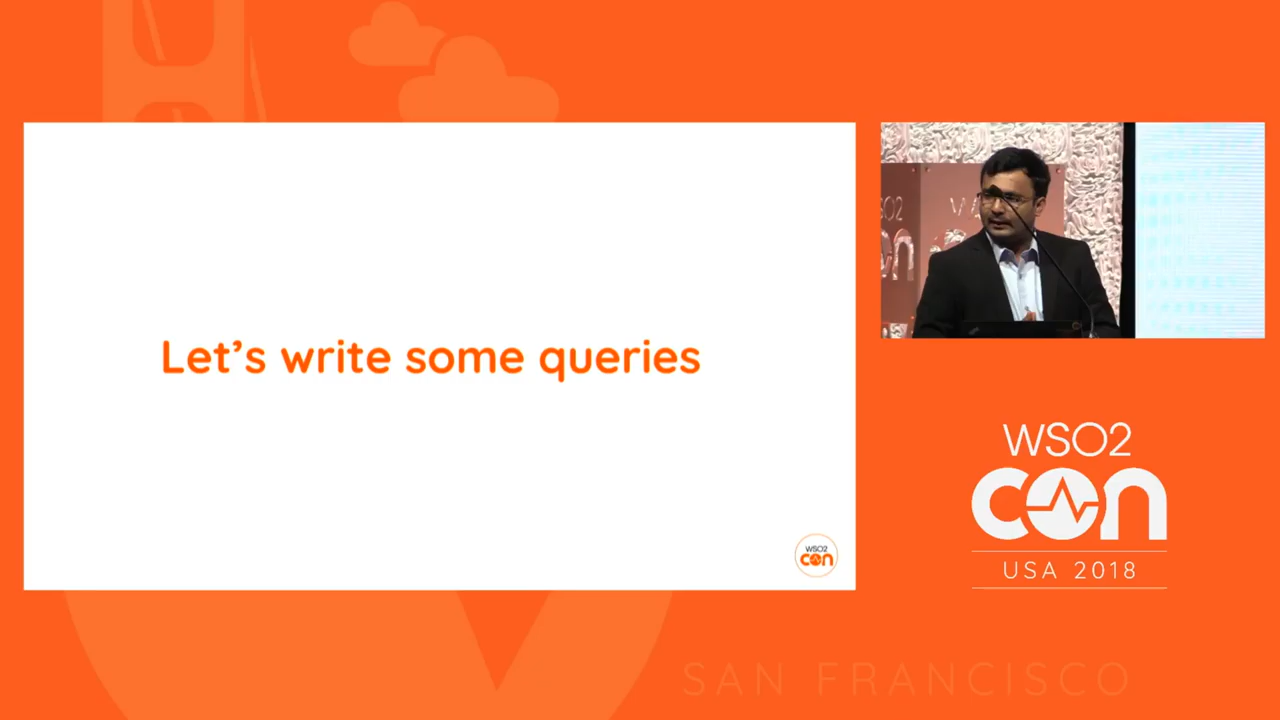 Let's write some queries
WSO2
con
WSO2
con
USA 2018
SAN FRANCISCO